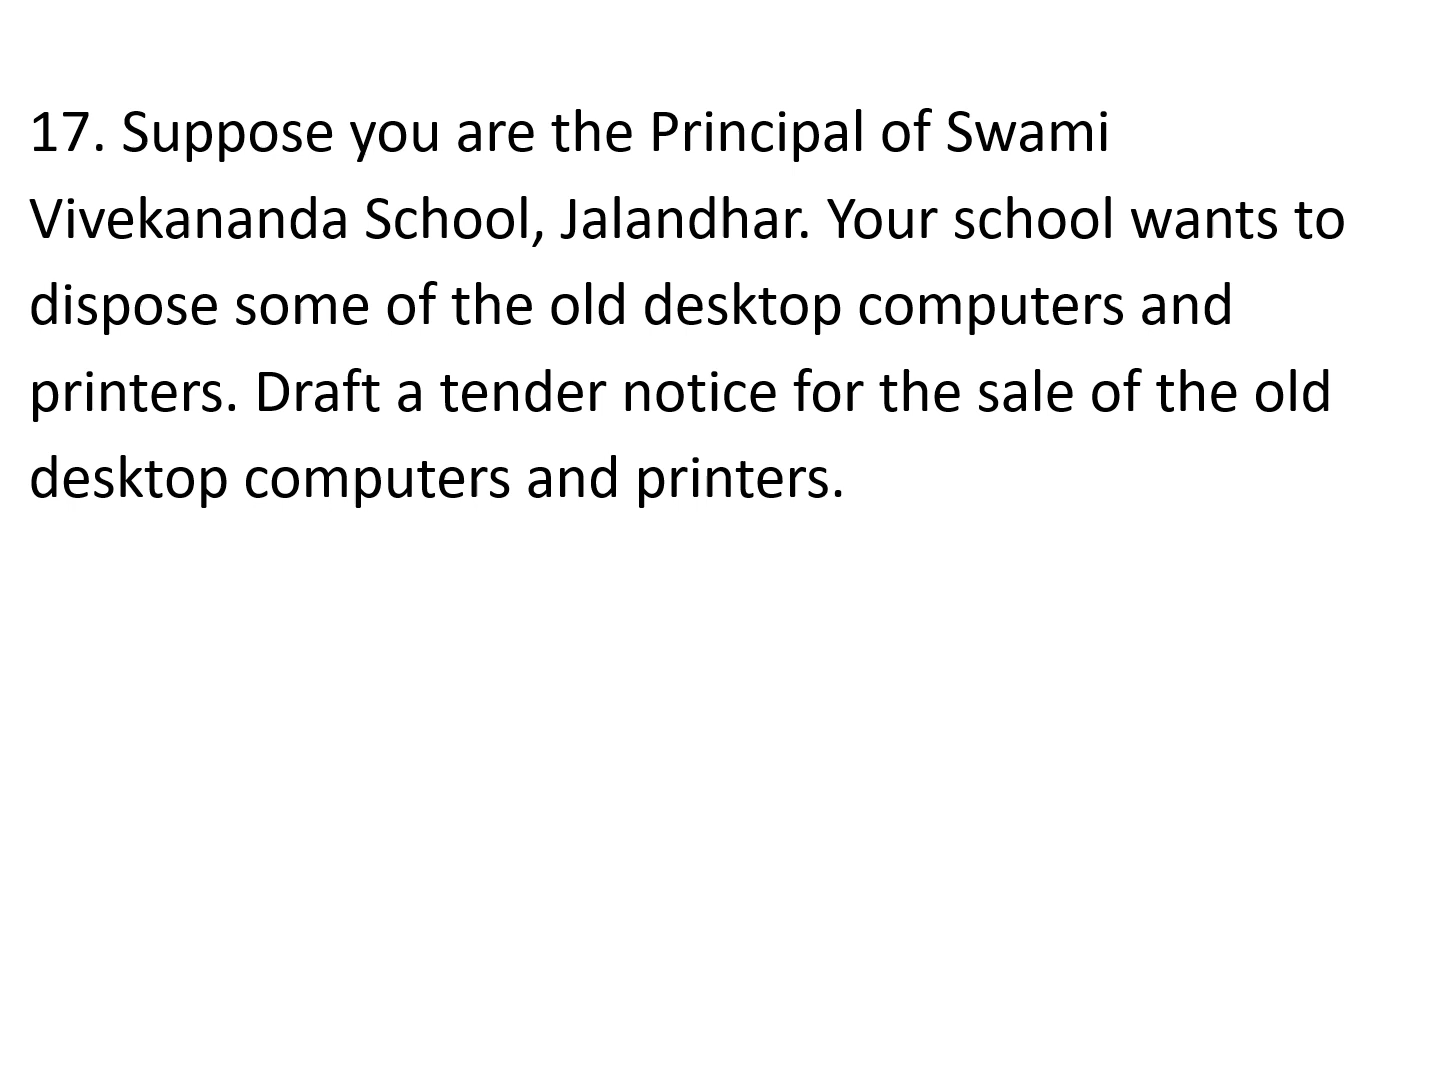 17. Suppose you are the Principal of Swami
Vivekananda School, Jalandhar. Your school wants to
dispose some of the old desktop computers and
printers. Draft a tender notice for the sale of the old
desktop computers and printers.